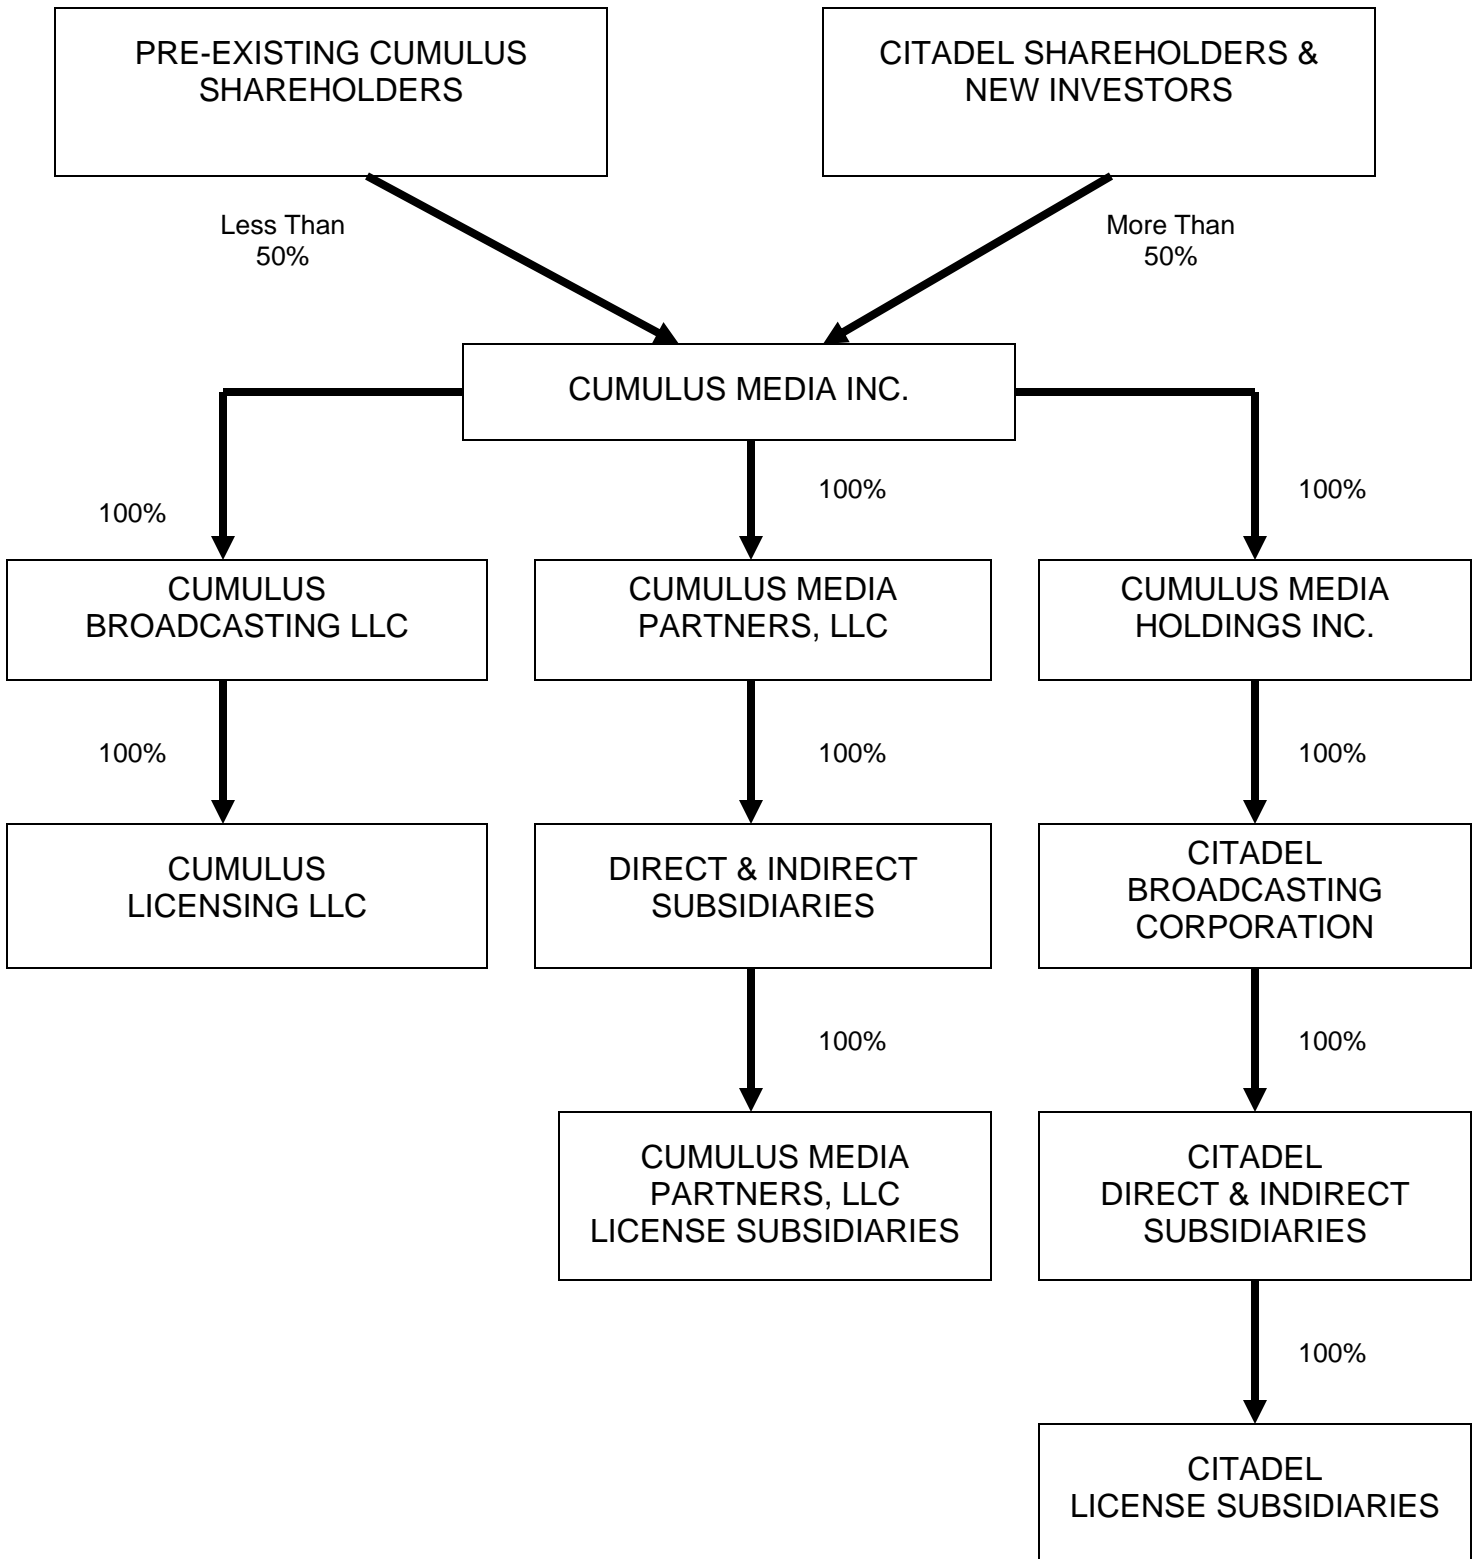 PRE-EXISTING CUMULUS
SHAREHOLDERS
CITADEL SHAREHOLDERS &
NEW INVESTORS
Less Than
50%
More Than
50%
CUMULUS MEDIA INC.
100%
100%
100%
CUMULUS
BROADCASTING LLC
CUMULUS MEDIA
PARTNERS, LLC
CUMULUS MEDIA
HOLDINGS INC.
100%
100%
100%
CUMULUS
LICENSING LLC
DIRECT & INDIRECT
SUBSIDIARIES
CITADEL
BROADCASTING
CORPORATION
100%
100%
CUMULUS MEDIA
PARTNERS, LLC
LICENSE SUBSIDIARIES
CITADEL
DIRECT & INDIRECT
SUBSIDIARIES
100%
CITADEL
LICENSE SUBSIDIARIES